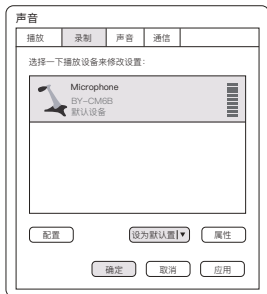 声音
播放 录制 声音 通信
选择一下播放设备来修改设置:
Microphone
BY-CM6B
默认设备
配置 设为默认置 ▼ 属性
确定 取消 应用